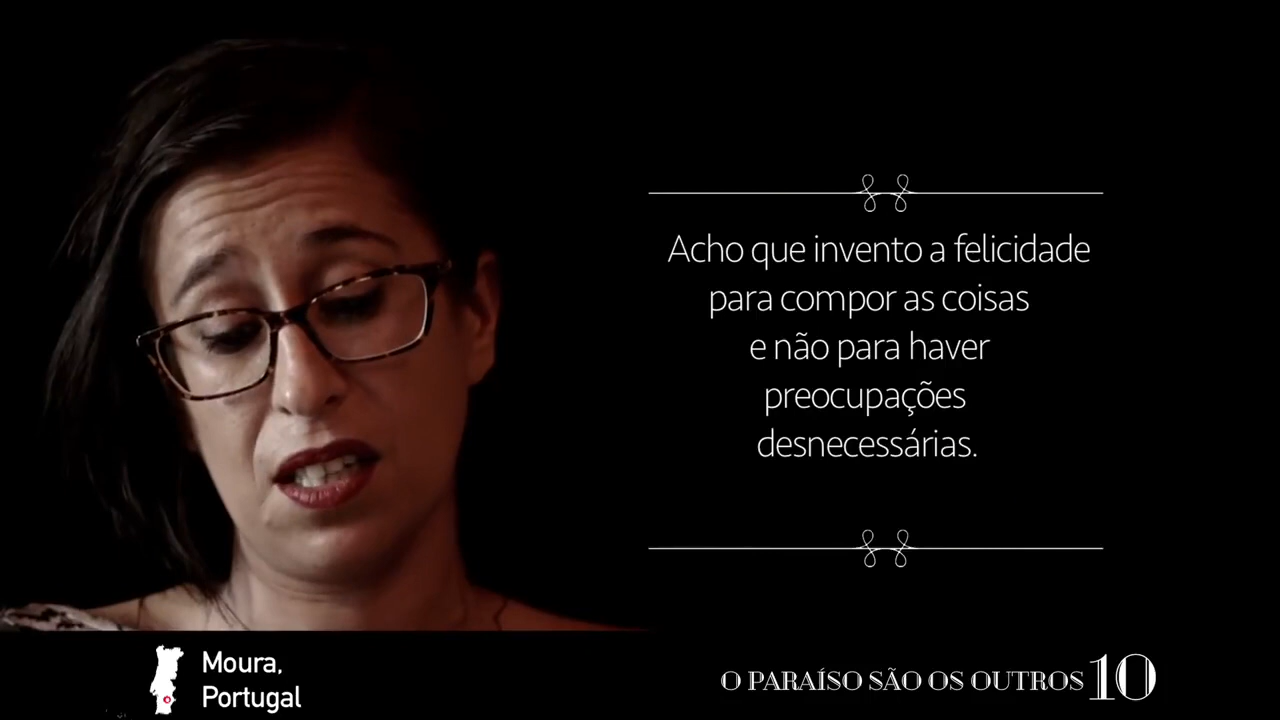 Acho que invento a felicidade
para compor as coisas
e não para haver
preocupações
desnecessárias.
Moura,
Portugal
O PARAÍSO SÃO OS OUTROS 10